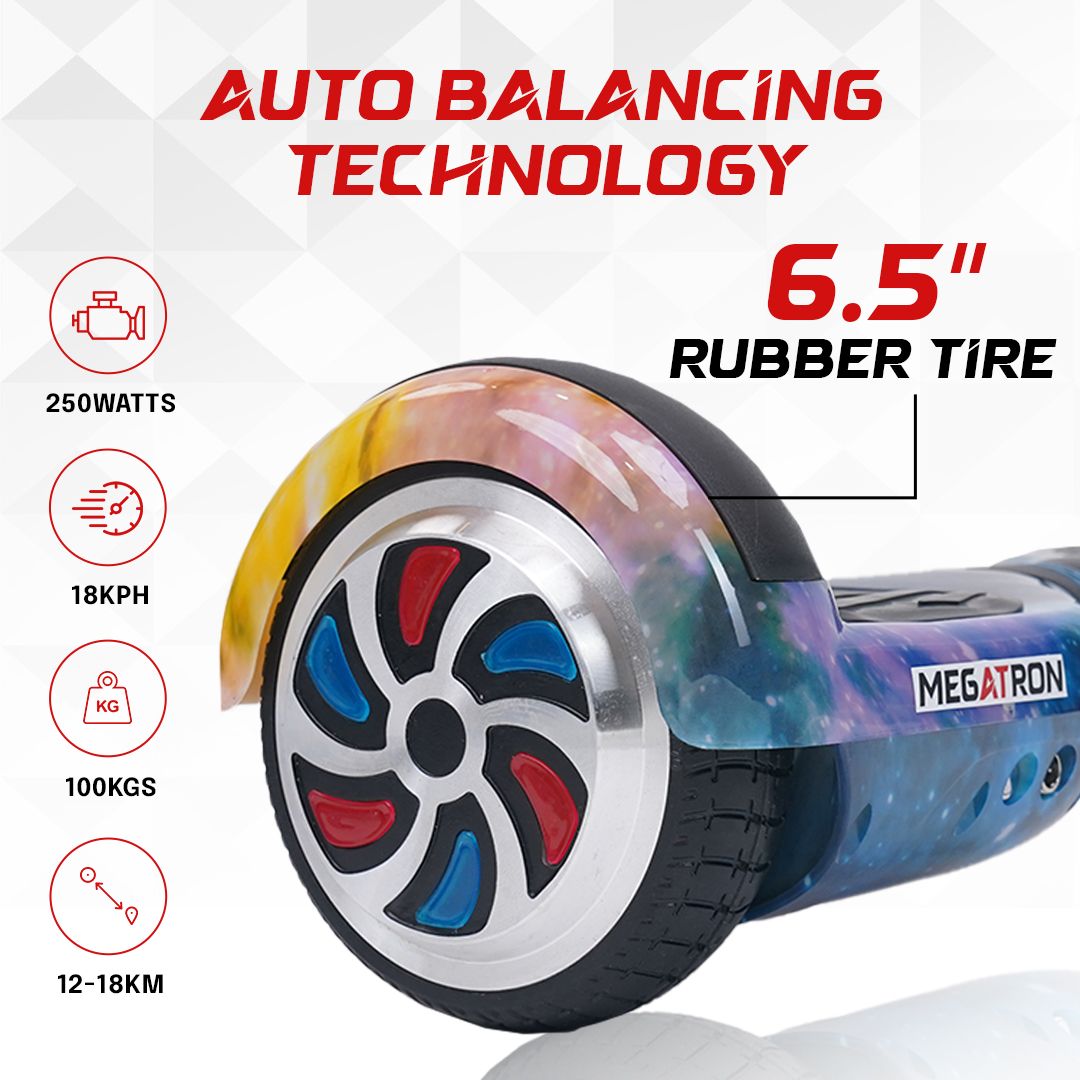 AUTO BALANCING
TECHNOLOGY
6.5"
RUBBER TIRE
250WATTS
18KPH
KG
100KGS
12-18KM
MEGATRON